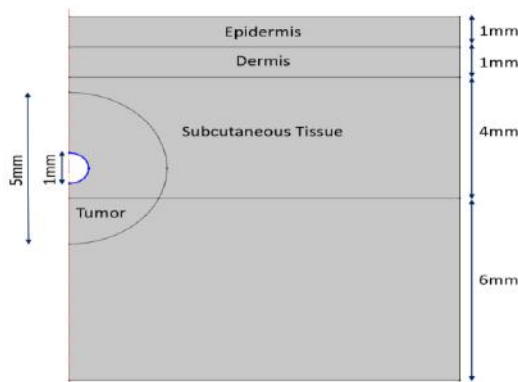 Epidermis
1mm
Dermis
1mm
Subcutaneous Tissue
4mm
5mm
1mm
Tumor
6mm